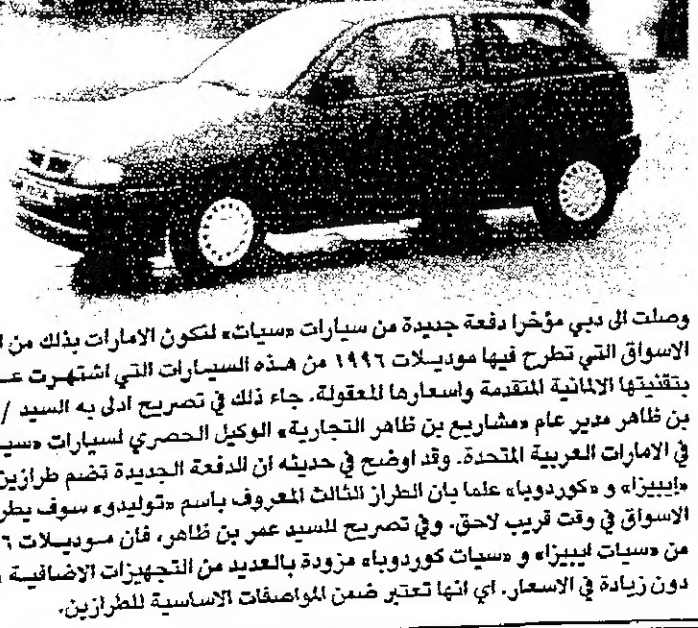 وصلت الى دبي مؤخرا دفعة جديدة من سيارات «سيات» لتكون الامارات بذلك من
الاسواق التي تطرح فيها موديلات ١٩٩٦ من هذه السيارات التي اشتهرت
بتقنيتها الالمانية المتقدمة واسعارها المعقولة. جاء ذلك في تصريح ادلى به السيد /
بن ظاهر مدير عام «مشاريع بن ظاهر التجارية» الوكيل الحصري لسيارات
في الامارات العربية المتحدة. وقد اوضح في حديثه ان الدفعة الجديدة تضم طرازين
«إيبيزا» و «كوردوبا» علما بان الطراز الثالث المعروف باسم «توليدو» سوف
الاسواق في وقت قريب لاحق. وفي تصريح للسيد عمر بن ظاهر، فان موديلات
من «سيات ايبيزا» و «سيات كوردوبا» مزودة بالعديد من التجهيزات الاضافية
دون زيادة في الاسعار. اي انها تعتبر ضمن المواصفات الاساسية للطرازين.